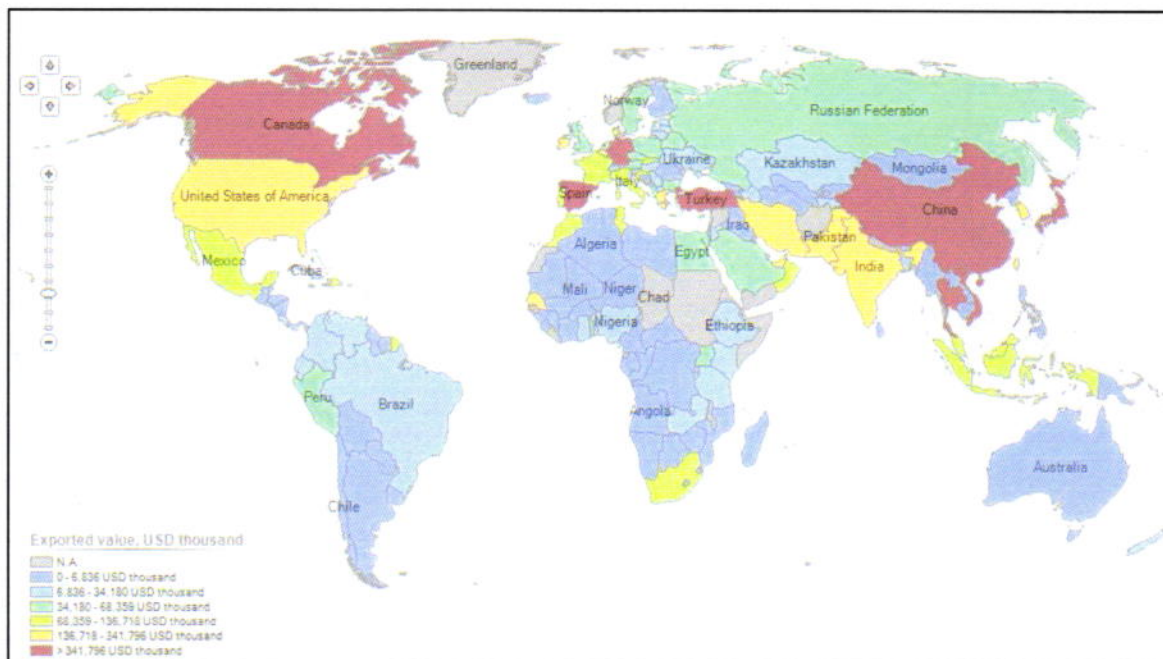 Greenland
Norway
Russian Federation
Canada
Ukraine
Kazakhstan
Mongolia
Italy
United States of America
Spain
Turkey
China
Iraq
Pakistan
Algeria
Egypt
India
Mexico
Cuba
Mali
Niger
Chad
Nigeria
Ethiopia
Peru
Brazil
Angola
Australia
Chile
Exported value, USD thousand
N.A.
0 - 6,836 USD thousand
6,836 - 34,180 USD thousand
34,180 - 68,359 USD thousand
68,359 - 136,718 USD thousand
136,718 - 341,796 USD thousand
> 341,796 USD thousand